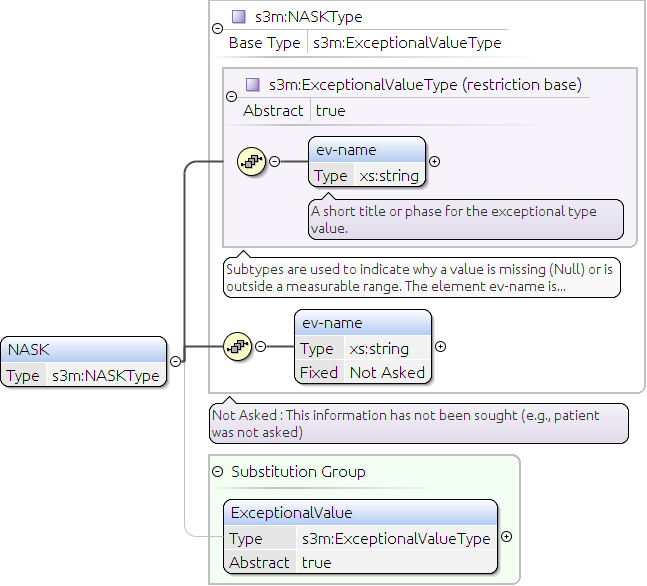 s3m:NASKType
Base Type s3m:ExceptionalValueType
s3m:ExceptionalValueType (restriction base)
Abstract true
ev-name
Type xs:string
A short title or phase for the exceptional type
value.
Subtypes are used to indicate why a value is missing (Null) or is
outside a measurable range. The element ev-name is...
ev-name
Type xs:string
Fixed Not Asked
NASK
Type s3m:NASKType
Not Asked : This information has not been sought (e.g., patient
was not asked)
Substitution Group
ExceptionalValue
Type s3m:ExceptionalValueType
Abstract true